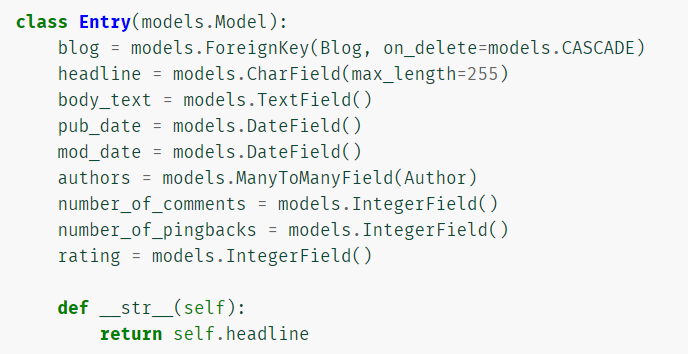 class Entry(models.Model):
    blog = models.ForeignKey(Blog, on_delete=models.CASCADE)
    headline = models.CharField(max_length=255)
    body_text = models.TextField()
    pub_date = models.DateField()
    mod_date = models.DateField()
    authors = models.ManyToManyField(Author)
    number_of_comments = models.IntegerField()
    number_of_pingbacks = models.IntegerField()
    rating = models.IntegerField()

    def __str__(self):
        return self.headline